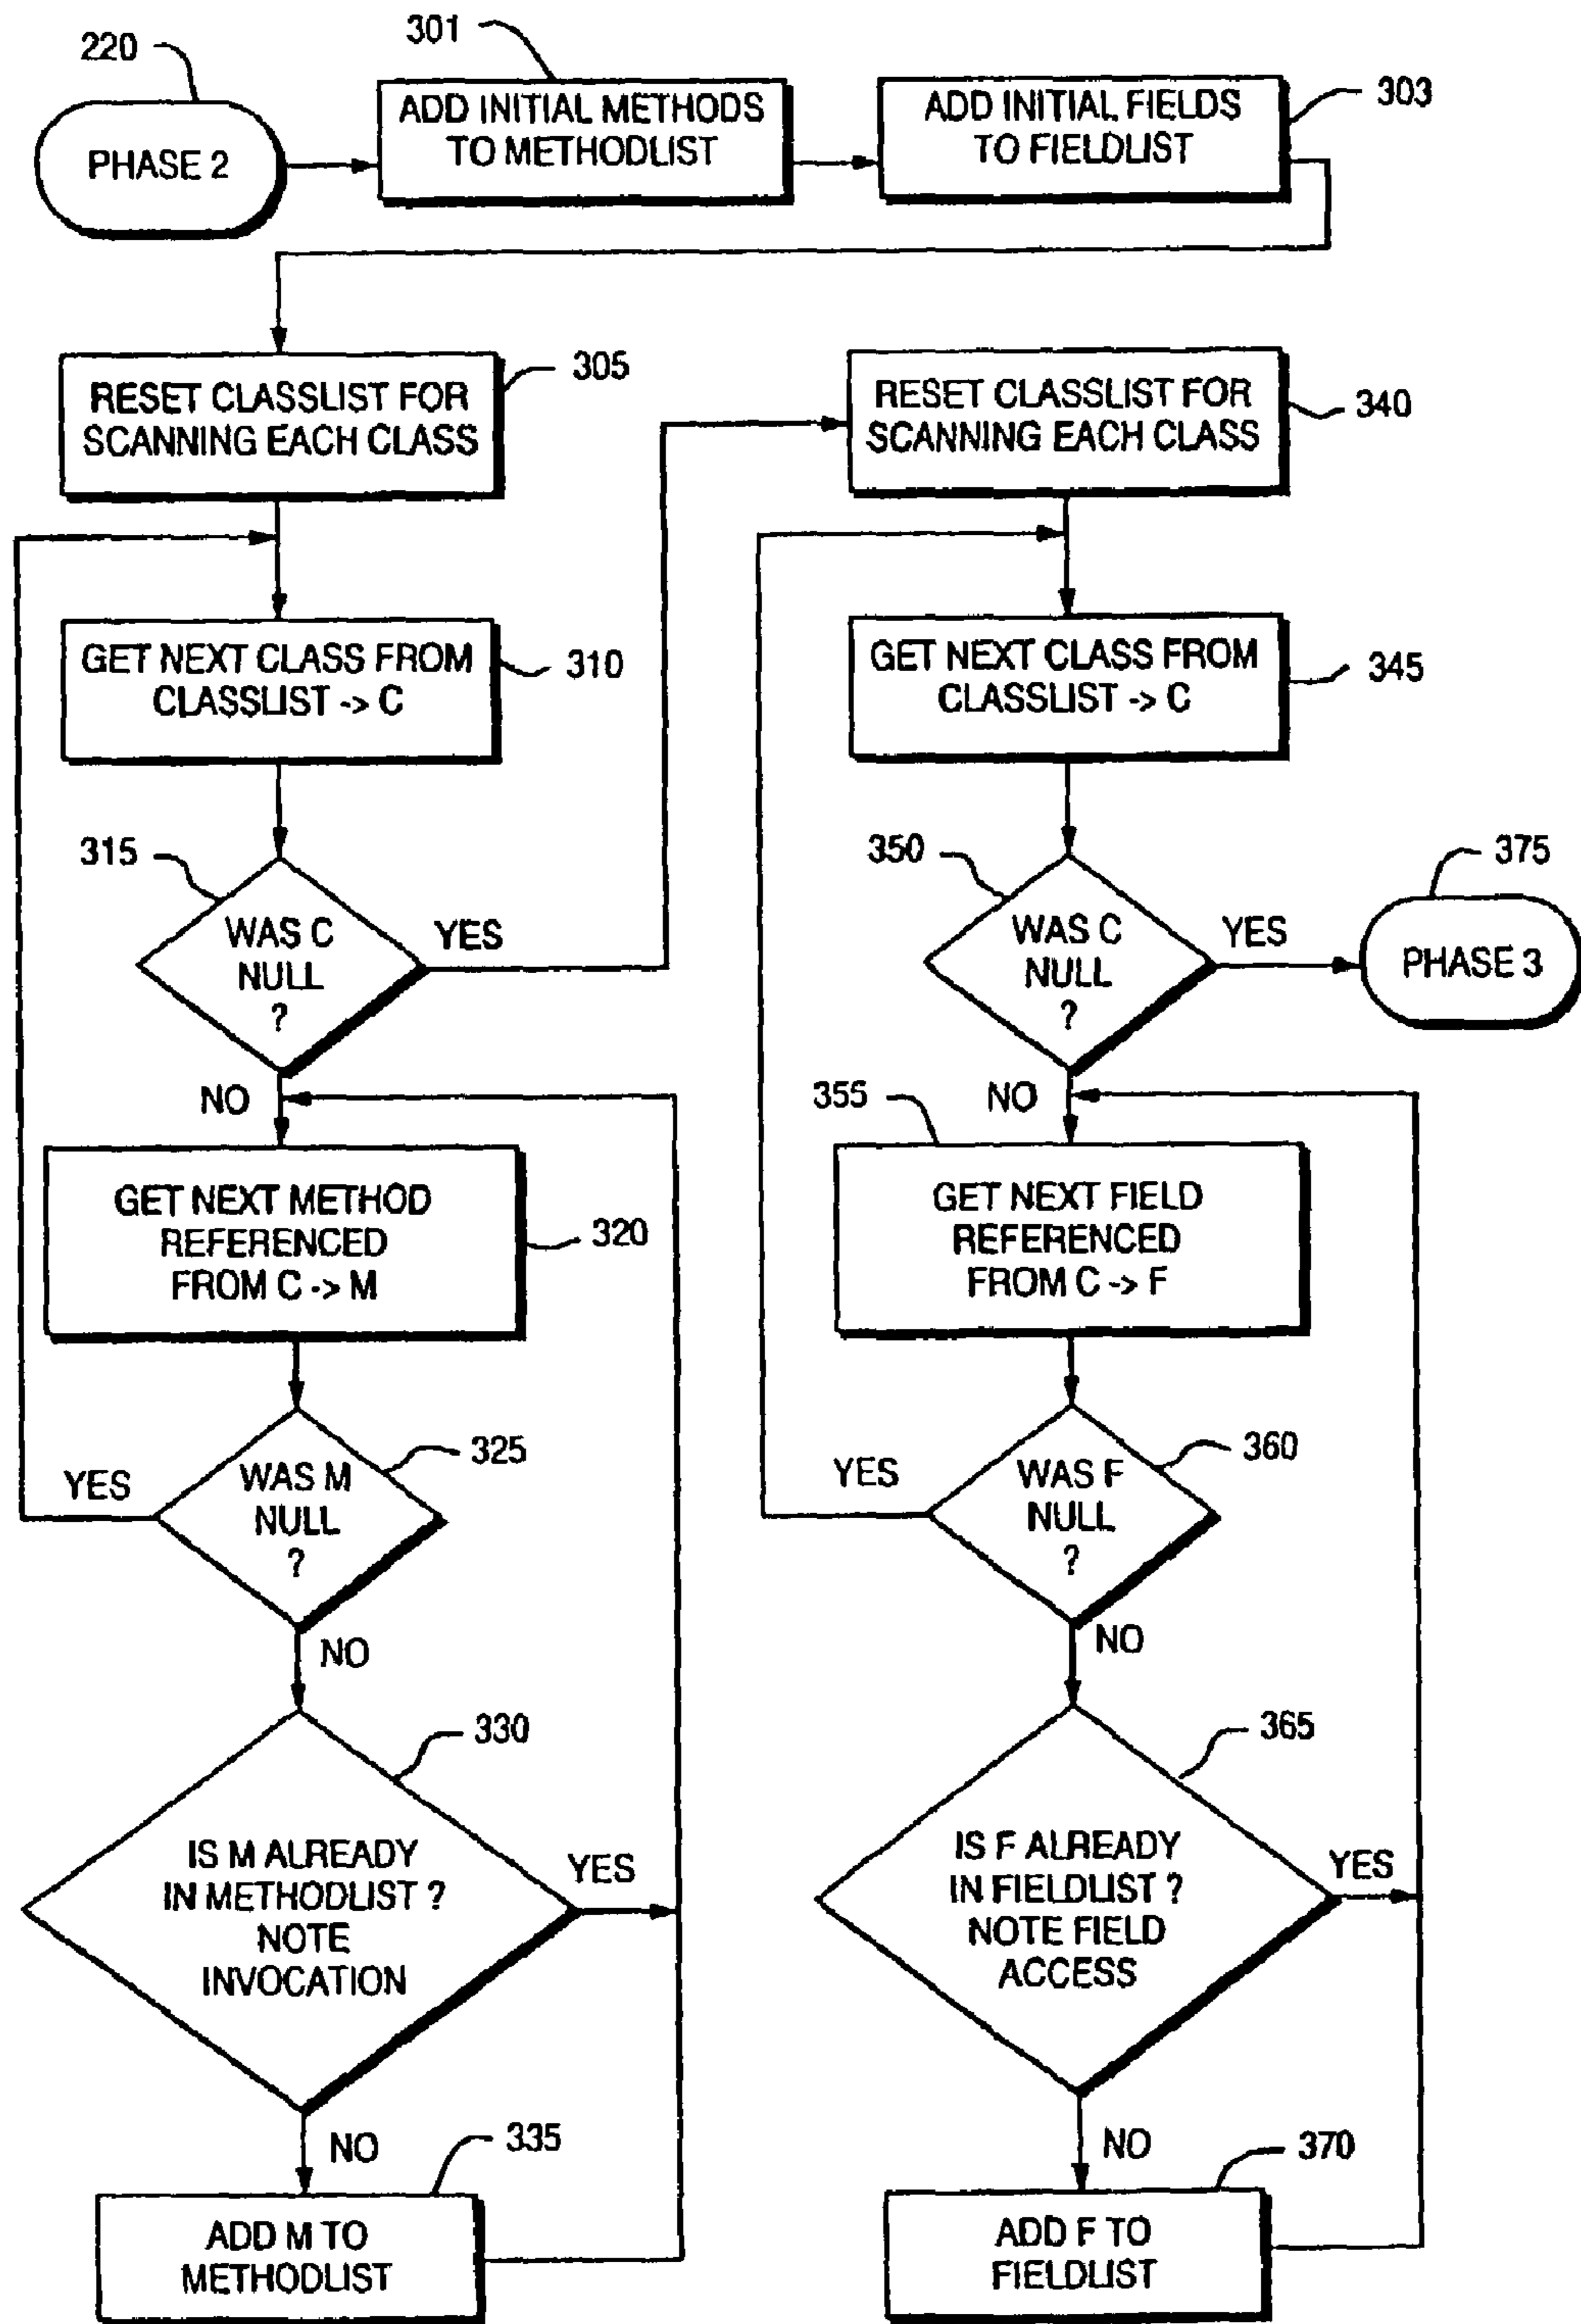 220
PHASE 2
301
ADD INITIAL METHODS
TO METHODLIST
ADD INITIAL FIELDS
TO FIELDLIST
303
RESET CLASSLIST FOR
SCANNING EACH CLASS
305
GET NEXT CLASS FROM
CLASSLIST -> C
310
315
WAS C
NULL
?
YES
NO
GET NEXT METHOD
REFERENCED
FROM C -> M
320
325
WAS M
NULL
?
YES
NO
330
IS M ALREADY
IN METHODLIST ?
NOTE
INVOCATION
YES
NO
335
ADD M TO
METHODLIST
RESET CLASSLIST FOR
SCANNING EACH CLASS
340
GET NEXT CLASS FROM
CLASSLIST -> C
345
350
WAS C
NULL
?
YES
375
PHASE 3
NO
355
GET NEXT FIELD
REFERENCED
FROM C -> F
360
WAS F
NULL
?
YES
NO
365
IS F ALREADY
IN FIELDLIST ?
NOTE FIELD
ACCESS
YES
NO
370
ADD F TO
FIELDLIST